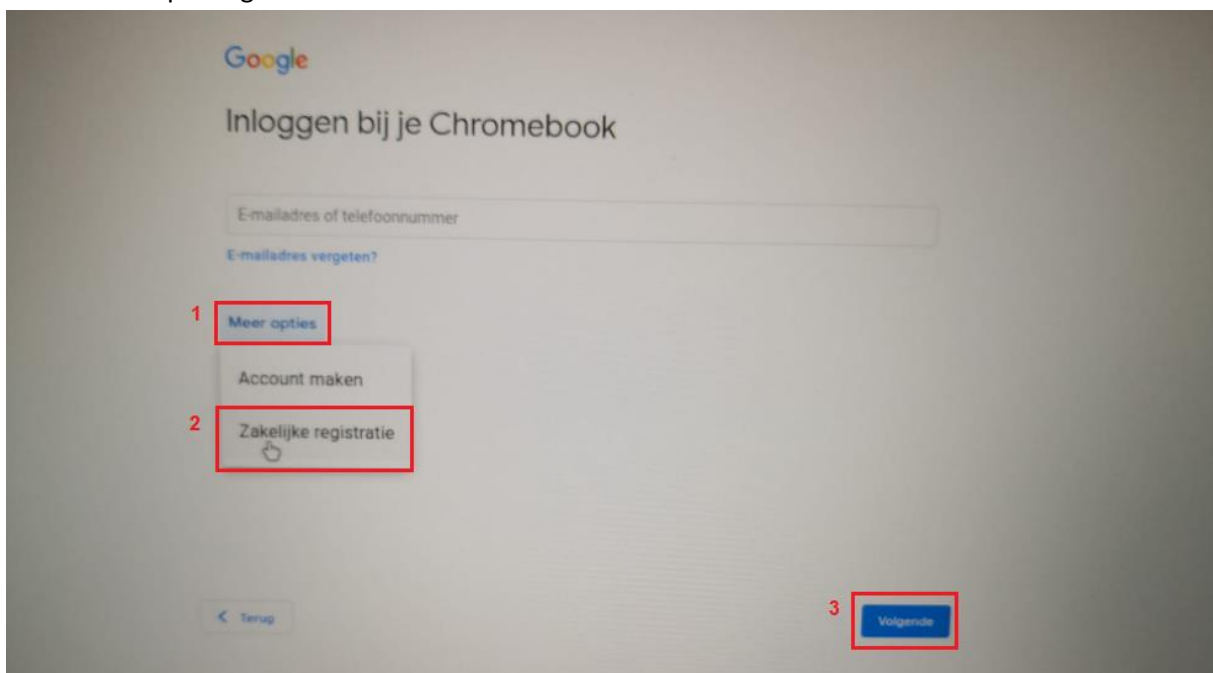 Google
Inloggen bij je Chromebook
E-mailadres of telefoonnummer
E-mailadres vergeten?
1
Meer opties
Account maken
2
Zakelijke registratie
Terug
3
Volgende